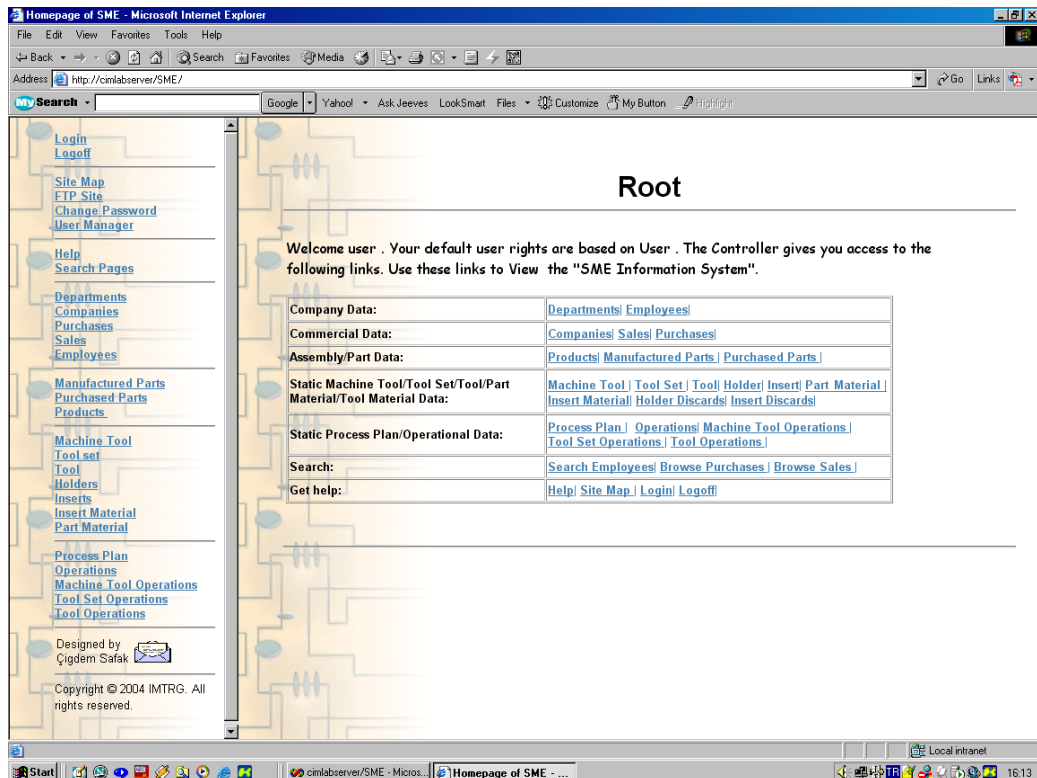 Homepage of SME - Microsoft Internet Explorer
File Edit View Favorites Tools Help
Back Search Favorites Media
Address http://cimlabserver/SME/ Go Links
My Search Google Yahoo! Ask Jeeves LookSmart Files Customize My Button Highlight
Login
Logoff
Site Map
FTP Site
Change Password
User Manager
Help
Search Pages
Departments
Companies
Purchases
Sales
Employees
Manufactured Parts
Purchased Parts
Products
Machine Tool
Tool set
Tool
Holders
Inserts
Insert Material
Part Material
Process Plan
Operations
Machine Tool Operations
Tool Set Operations
Tool Operations
Designed by
Çigdem Safak
Copyright © 2004 IMTRG. All
rights reserved.
Root
Welcome user . Your default user rights are based on User . The Controller gives you access to the
following links. Use these links to View the "SME Information System".
Company Data: Departments| Employees|
Commercial Data: Companies| Sales| Purchases|
Assembly/Part Data: Products| Manufactured Parts | Purchased Parts |
Static Machine Tool/Tool Set/Tool/Part
Material/Tool Material Data:
Machine Tool | Tool Set | Tool| Holder| Insert| Part Material |
Insert Material| Holder Discards| Insert Discards|
Static Process Plan/Operational Data:
Process Plan | Operations| Machine Tool Operations |
Tool Set Operations | Tool Operations |
Search: Search Employees| Browse Purchases | Browse Sales |
Get help: Help| Site Map | Login| Logoff|
Local intranet
Start cimlabserver/SME - Micros... Homepage of SME - ... TR 16:13